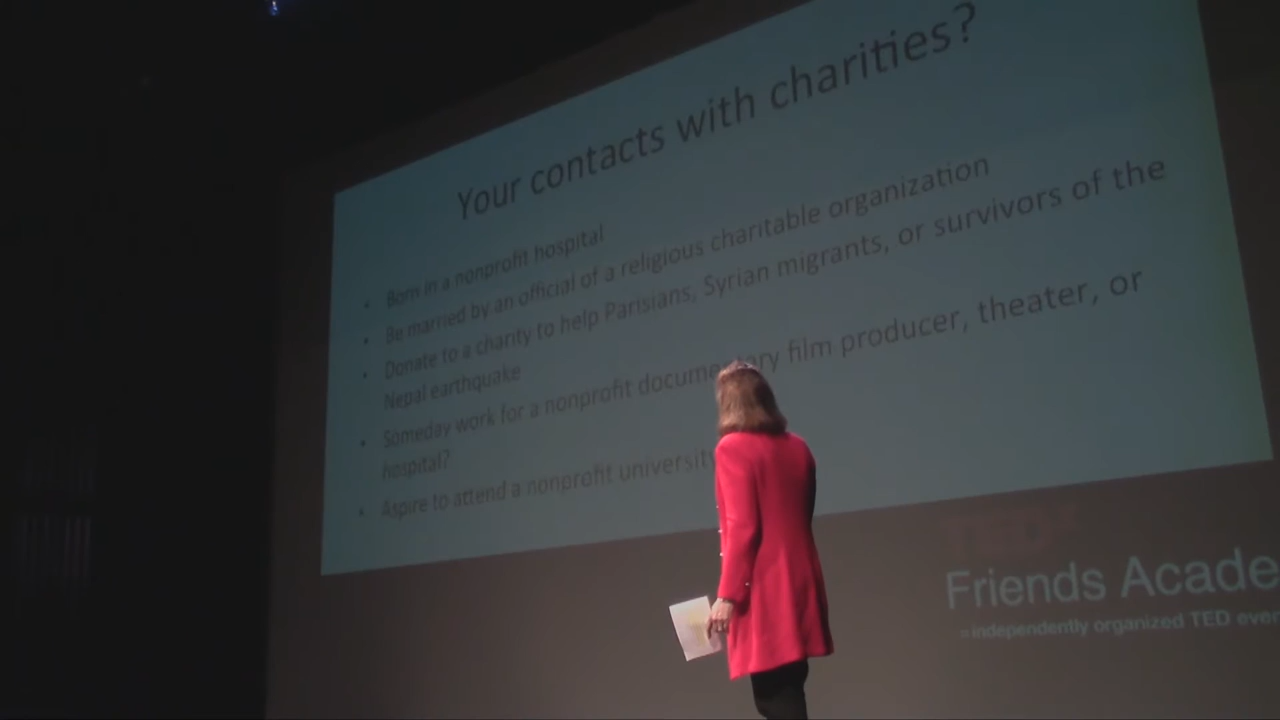 Your contacts with charities?
• Born in a nonprofit hospital
• Be married by an official of a religious charitable organization
• Donate to a charity to help Parisians, Syrian migrants, or survivors of the
Nepal earthquake
• Someday work for a nonprofit documentary film producer, theater, or
hospital?
• Aspire to attend a nonprofit university
TEDx
Friends Acade
= independently organized TED even